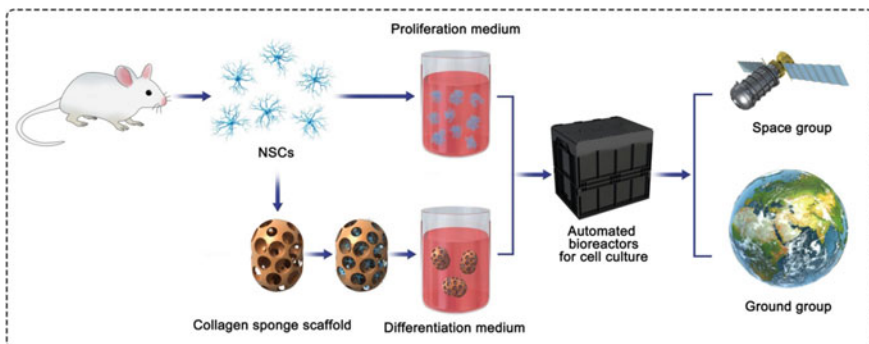 Proliferation medium
NSCs
Space group
Automated
bioreactors
for cell culture
Collagen sponge scaffold
Differentiation medium
Ground group